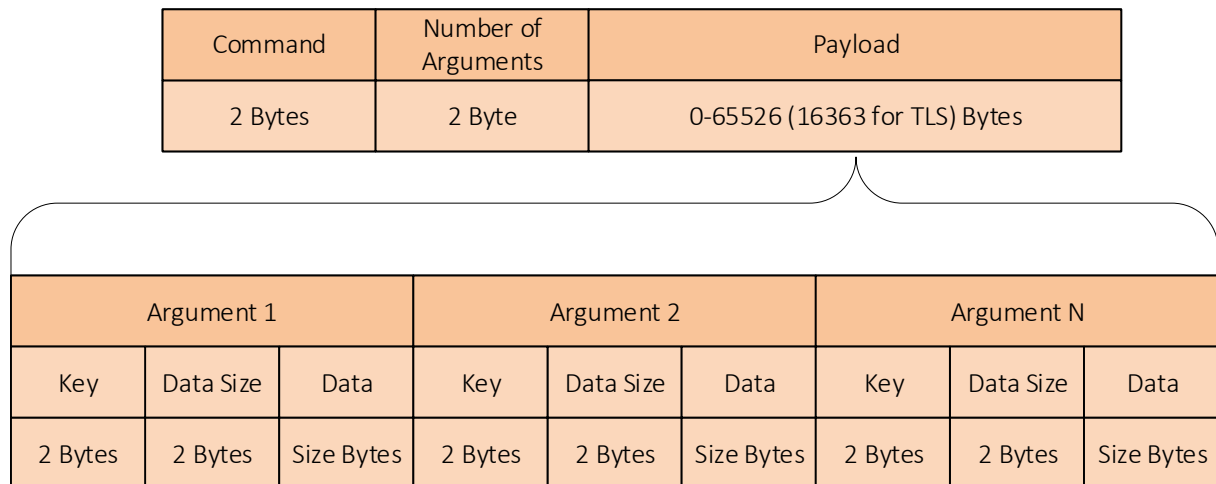 Command
Number of
Arguments
Payload
2 Bytes
2 Byte
0-65526 (16363 for TLS) Bytes
Argument 1
Argument 2
Argument N
Key
Data Size
Data
Key
Data Size
Data
Key
Data Size
Data
2 Bytes
2 Bytes
Size Bytes
2 Bytes
2 Bytes
Size Bytes
2 Bytes
2 Bytes
Size Bytes